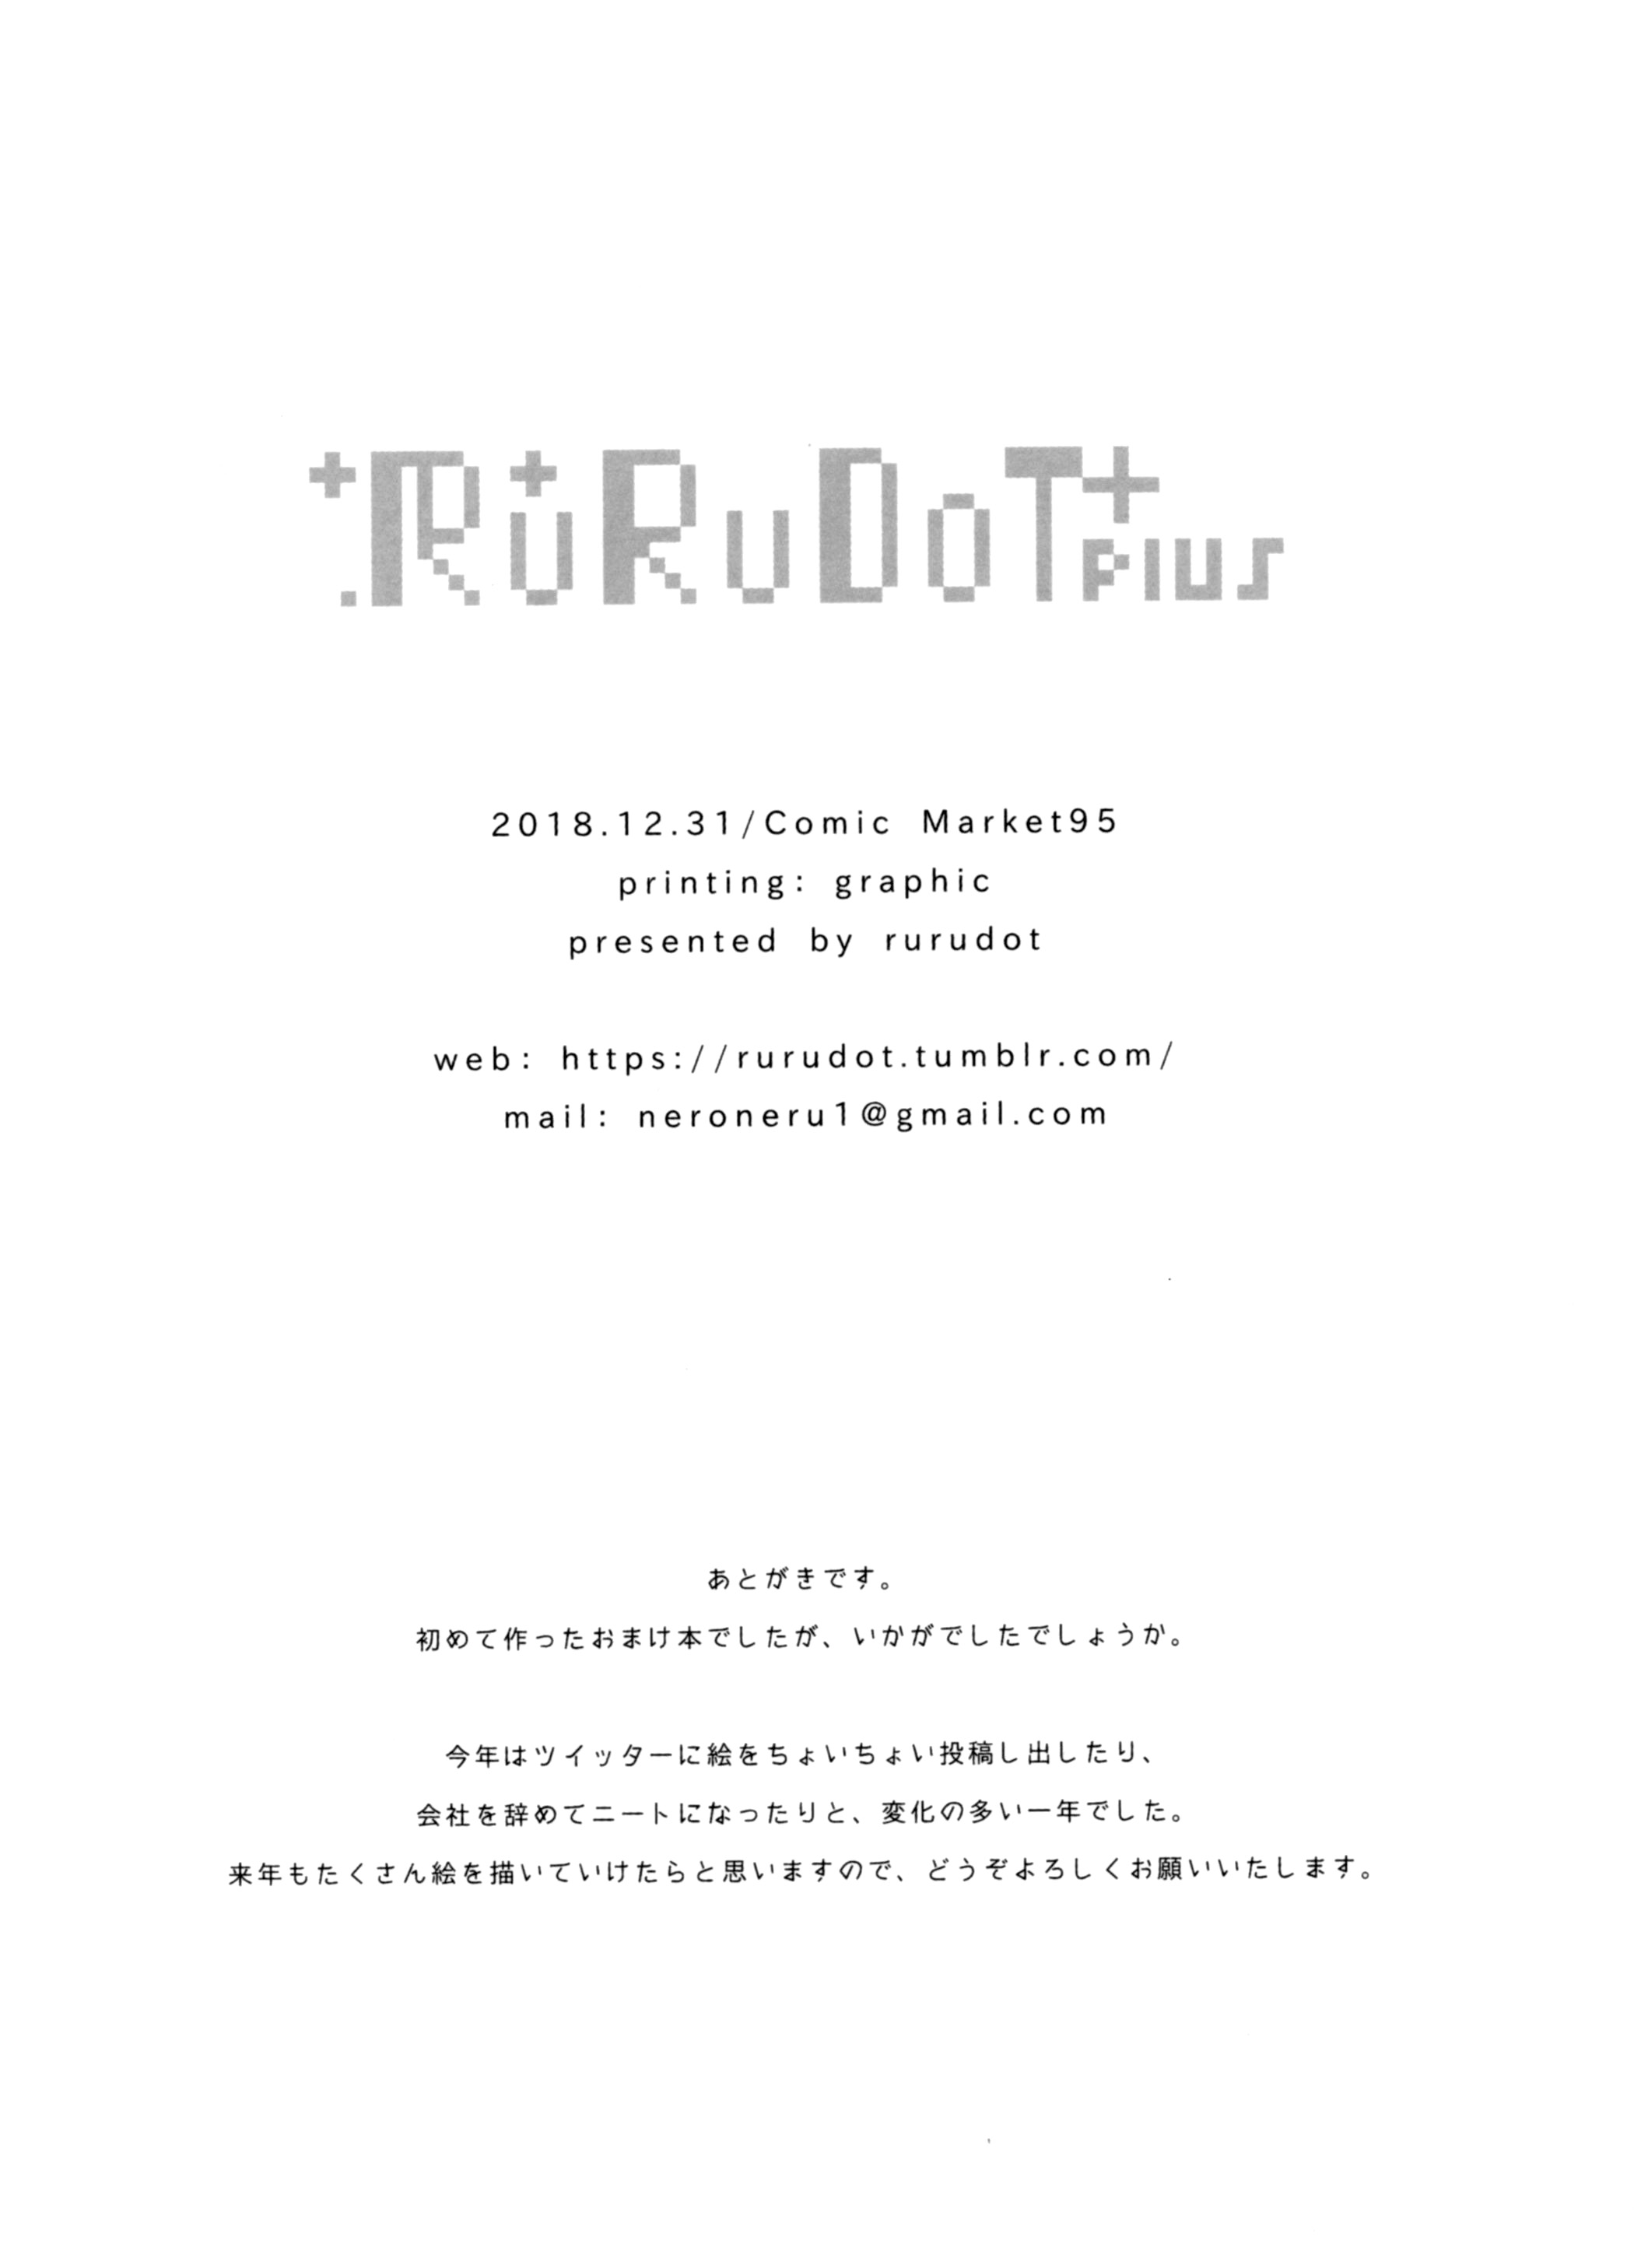 RuRuDoT plus
2018.12.31/Comic Market95
printing: graphic
presented by rurudot
web: https://rurudot.tumblr.com/
mail: neroneru1@gmail.com
あとがきです。
初めて作ったおまけ本でしたが、いかがでしたでしょうか。
今年はツイッターに絵をちょいちょい投稿し出したり、
会社を辞めてニートになったりと、変化の多い一年でした。
来年もたくさん絵を描いていけたらと思いますので、どうぞよろしくお願いいたします。